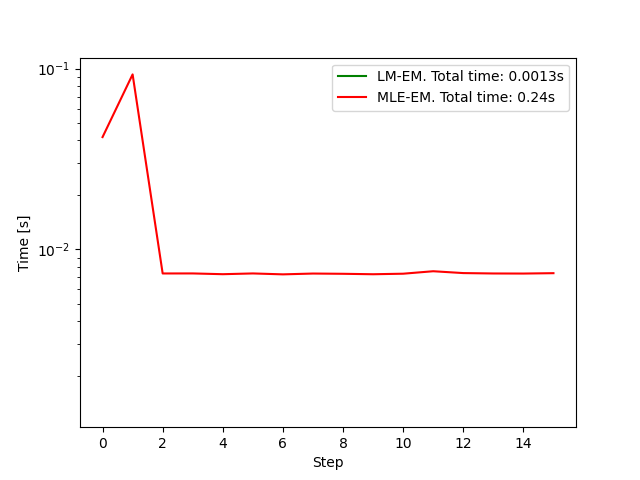 LM-EM. Total time: 0.0013s
MLE-EM. Total time: 0.24s
10⁻¹
10⁻²
Time [s]
0 2 4 6 8 10 12 14
Step